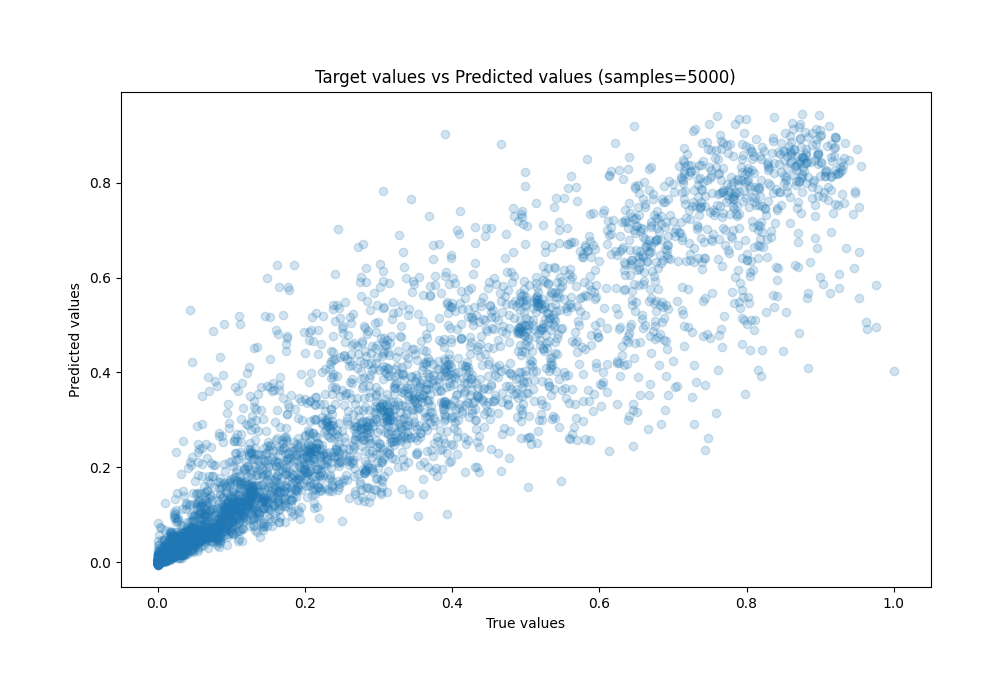 Target values vs Predicted values (samples=5000)
Predicted values
0.8
0.6
0.4
0.2
0.0
0.0 0.2 0.4 0.6 0.8 1.0
True values